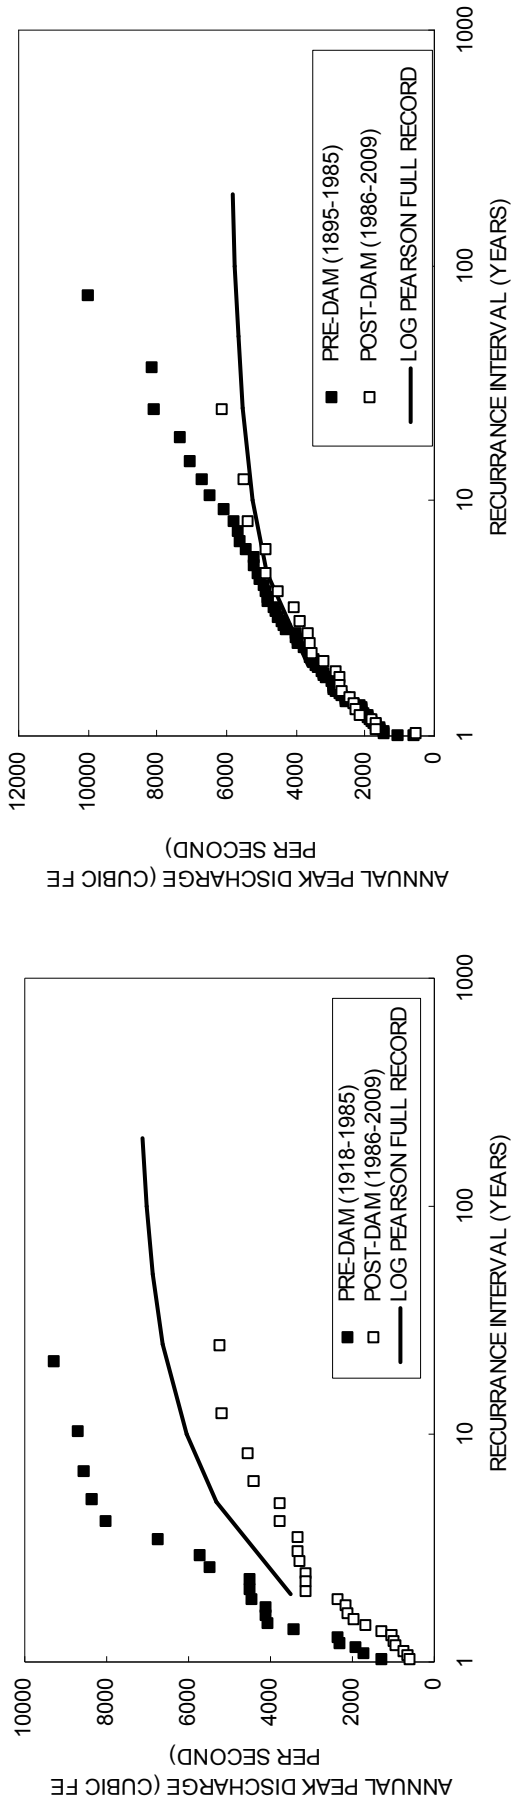 ANNUAL PEAK DISCHARGE (CUBIC FE
PER SECOND)
10000
8000
6000
4000
2000
0
1
10
100
1000
RECURRANCE INTERVAL (YEARS)
PRE-DAM (1918-1985)
POST-DAM (1986-2009)
LOG PEARSON FULL RECORD
ANNUAL PEAK DISCHARGE (CUBIC FE
PER SECOND)
12000
10000
8000
6000
4000
2000
0
1
10
100
1000
RECURRANCE INTERVAL (YEARS)
PRE-DAM (1895-1985)
POST-DAM (1986-2009)
LOG PEARSON FULL RECORD